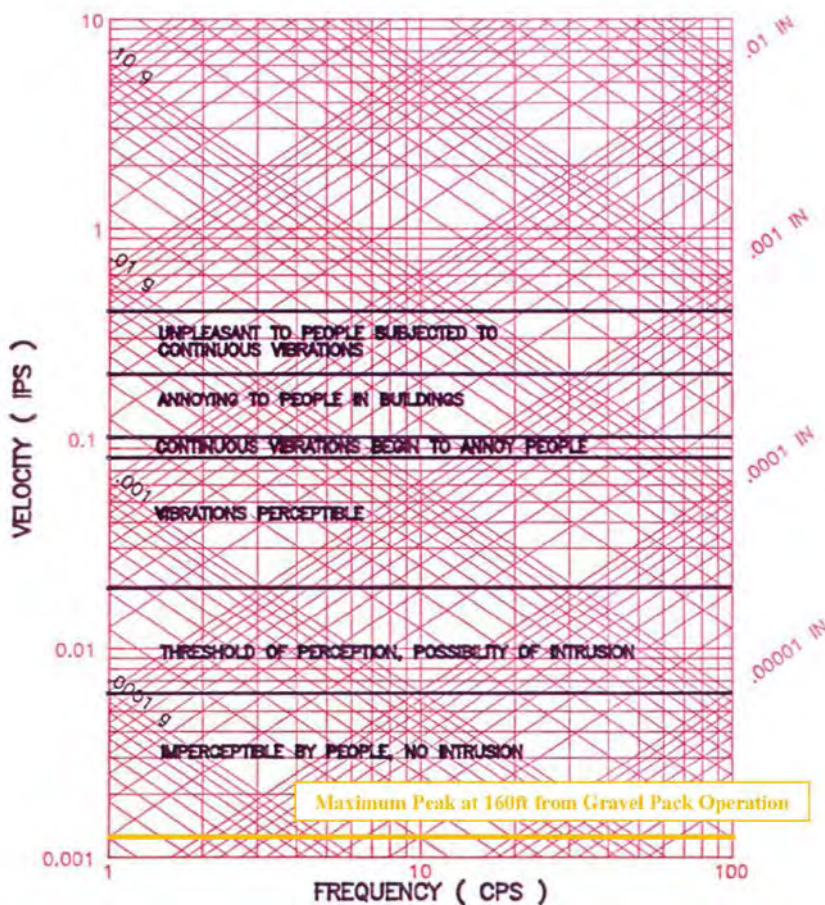 10
.01 IN
.10 g
1
.001 IN
.01 g
UNPLEASANT TO PEOPLE SUBJECTED TO
CONTINUOUS VIBRATIONS
ANNOYING TO PEOPLE IN BUILDINGS
0.1
CONTINUOUS VIBRATIONS BEGIN TO ANNOY PEOPLE
.0001 IN
.001
VIBRATIONS PERCEPTIBLE
VELOCITY ( IPS )
0.01
THRESHOLD OF PERCEPTION, POSSIBILITY OF INTRUSION
.00001 IN
.0001 g
IMPERCEPTIBLE BY PEOPLE, NO INTRUSION
Maximum Peak at 160ft from Gravel Pack Operation
0.001
1
10
100
FREQUENCY ( CPS )